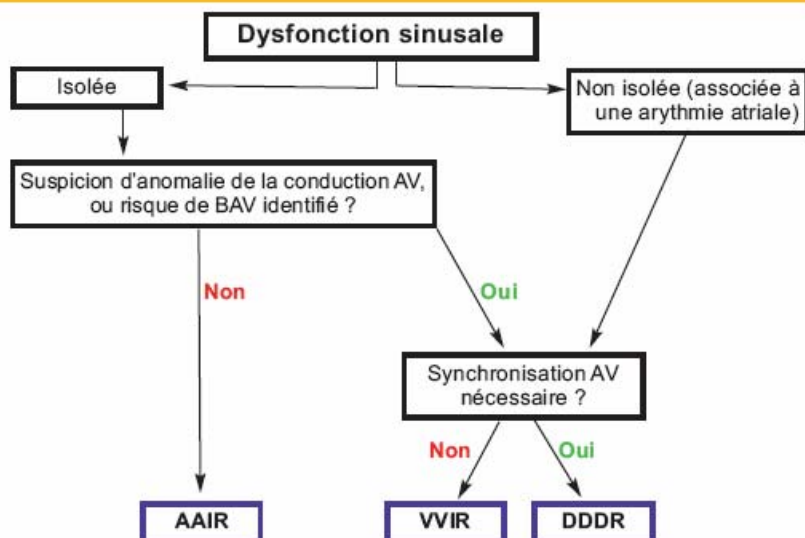 Dysfonction sinusale
Isolée
Non isolée (associée à
une arythmie atriale)
Suspicion d'anomalie de la conduction AV,
ou risque de BAV identifié ?
Non
Oui
Synchronisation AV
nécessaire ?
Non
Oui
AAIR
VVIR
DDDR